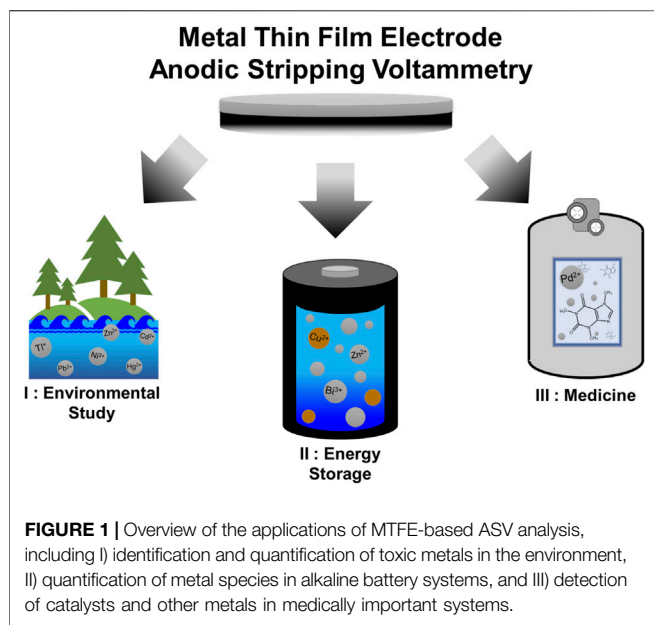 Metal Thin Film Electrode
Anodic Stripping Voltammetry
Tl⁺
Zn²⁺
Cd²⁺
Pb²⁺
Ni²⁺
Hg²⁺
I : Environmental
Study
Cu²⁺
Zn²⁺
Bi³⁺
II : Energy
Storage
Pd²⁺
III : Medicine
FIGURE 1 | Overview of the applications of MTFE-based ASV analysis,
including I) identification and quantification of toxic metals in the environment,
II) quantification of metal species in alkaline battery systems, and III) detection
of catalysts and other metals in medically important systems.